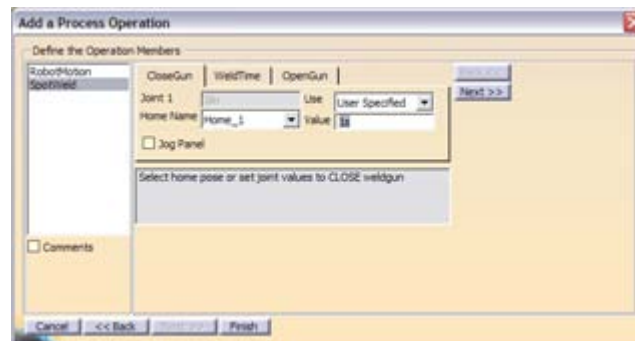 Add a Process Operation
Define the Operation Members
RobotMotion
SpotWeld
CloseGun WeldTime OpenGun
Joint 1 Use User Specified
Home Name Home_1 Value
Jog Panel
Select home pose or set joint values to CLOSE weldgun
Next >>
Comments
Cancel << Back Finish